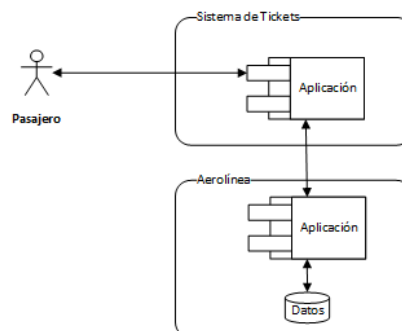 Sistema de Tickets
Aplicación
Pasajero
Aerolínea
Aplicación
Datos